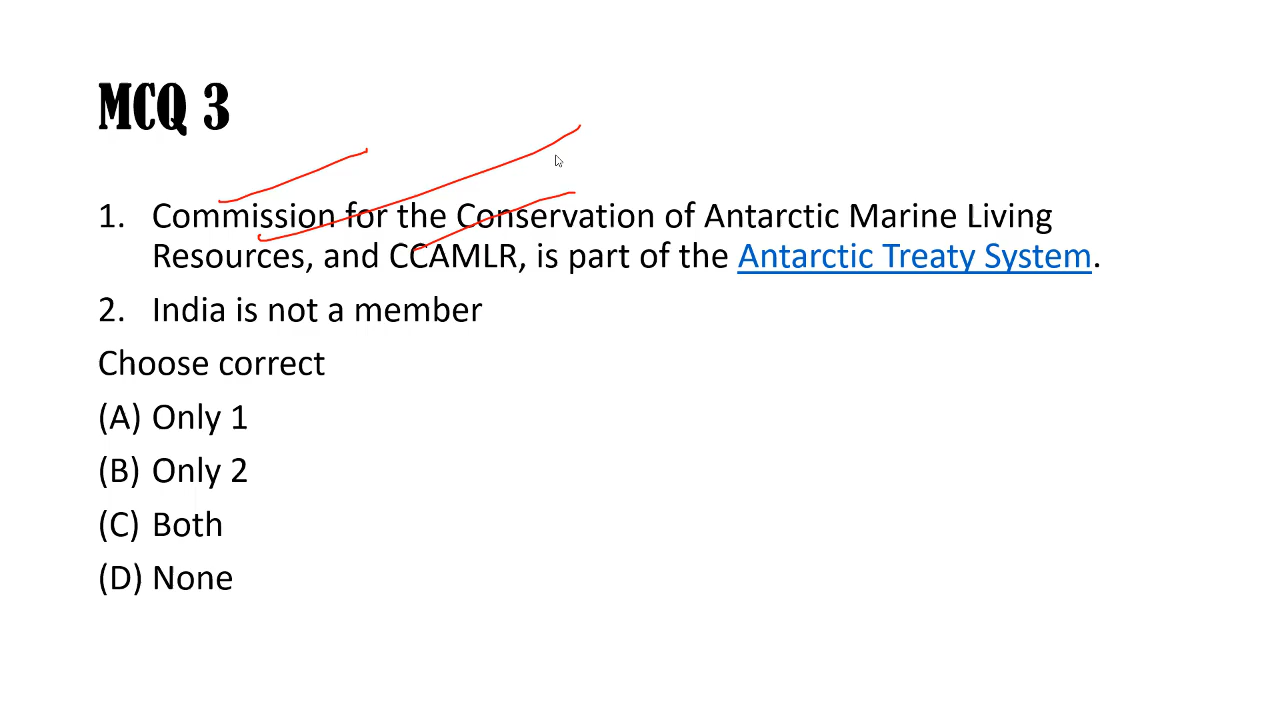 MCQ 3
1. Commission for the Conservation of Antarctic Marine Living
Resources, and CCAMLR, is part of the Antarctic Treaty System.
2. India is not a member
Choose correct
(A) Only 1
(B) Only 2
(C) Both
(D) None